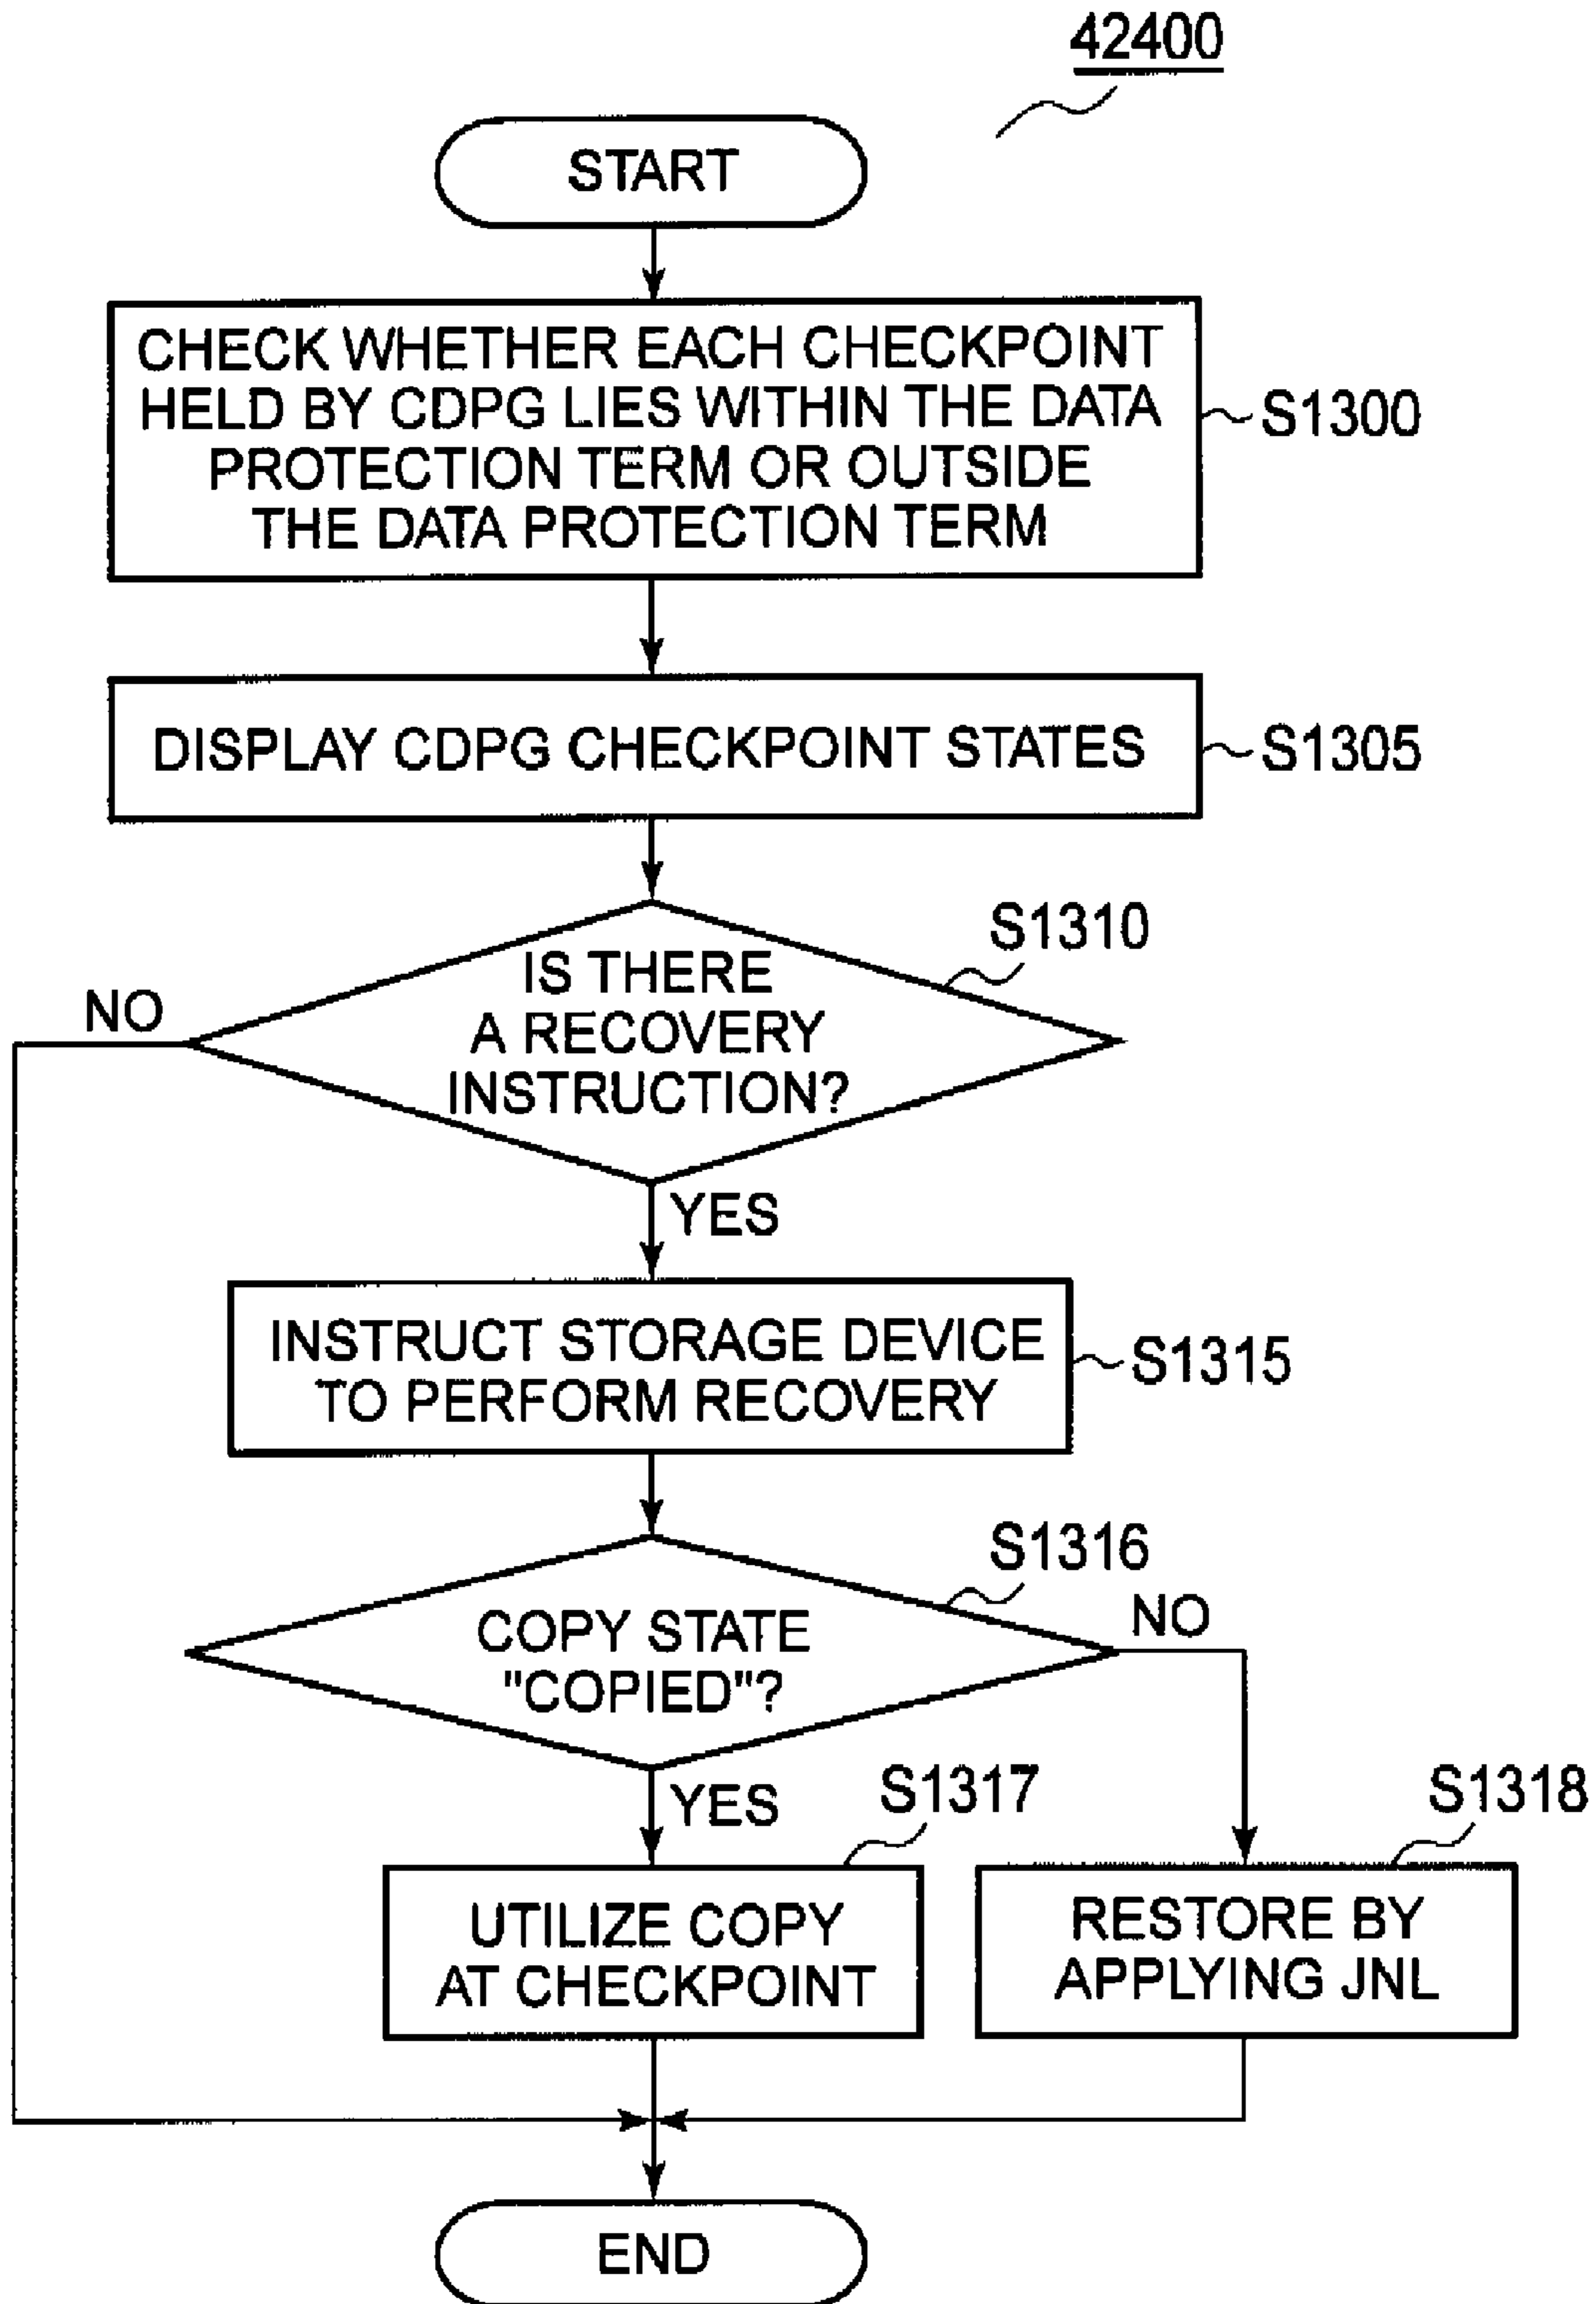 42400
START
CHECK WHETHER EACH CHECKPOINT
HELD BY CDPG LIES WITHIN THE DATA
PROTECTION TERM OR OUTSIDE
THE DATA PROTECTION TERM
S1300
DISPLAY CDPG CHECKPOINT STATES
S1305
S1310
IS THERE
A RECOVERY
INSTRUCTION?
NO
YES
INSTRUCT STORAGE DEVICE
TO PERFORM RECOVERY
S1315
S1316
COPY STATE
"COPIED"?
NO
YES
S1317
S1318
UTILIZE COPY
AT CHECKPOINT
RESTORE BY
APPLYING JNL
END